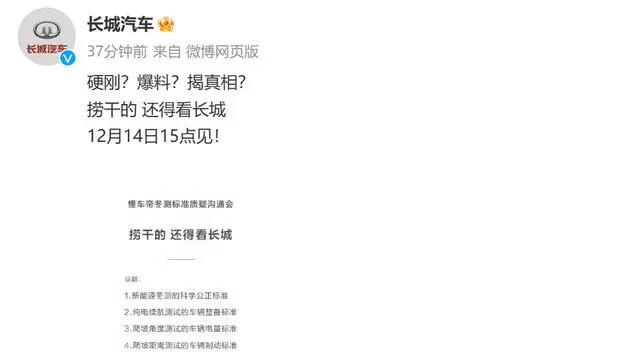 长城汽车
37分钟前 来自 微博网页版
长城汽车
硬刚？爆料？揭真相？
捞干的 还得看长城
12月14日15点见！
懂车帝冬测标准质疑沟通会
捞干的 还得看长城
议题：
1.新能源冬测的科学公正标准
2.纯电续航测试的车辆整备标准
3.爬坡角度测试的车辆电量标准
4.爬坡距离测试的车辆制动标准